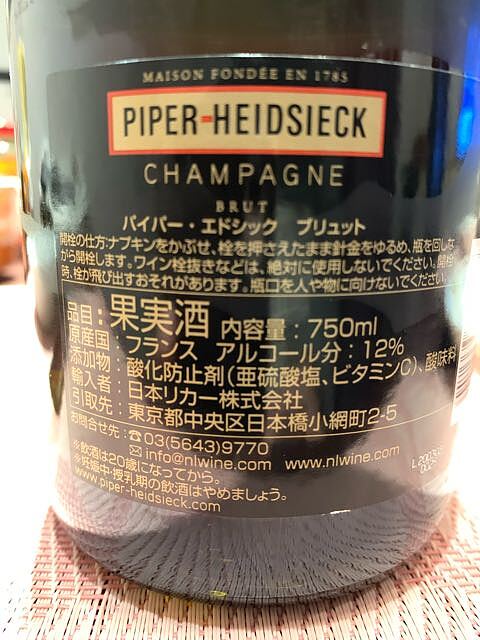 MAISON FONDÉE EN 1785
PIPER-HEIDSIECK
CHAMPAGNE
BRUT
パイパー・エドシック ブリュット
開栓の仕方:ナプキンをかぶせ、栓を押さえたまま針金をゆるめ、瓶を回しな
がら開栓します。ワイン栓抜きなどは、絶対に使用しないでください。開栓
時、栓が飛び出すおそれがあります。瓶口を人や物に向けないでください。
品目:果実酒 内容量:750ml
原産国:フランス アルコール分:12%
添加物:酸化防止剤(亜硫酸塩、ビタミンC)、酸味料
輸入者:日本リカー株式会社
引取先:東京都中央区日本橋小網町2-5
お問合せ先:☎03(5643)9770
✉info@nlwine.com www.nlwine.com
※飲酒は20歳になってから。
※妊娠中・授乳期の飲酒はやめましょう。
www.piper-heidsieck.com